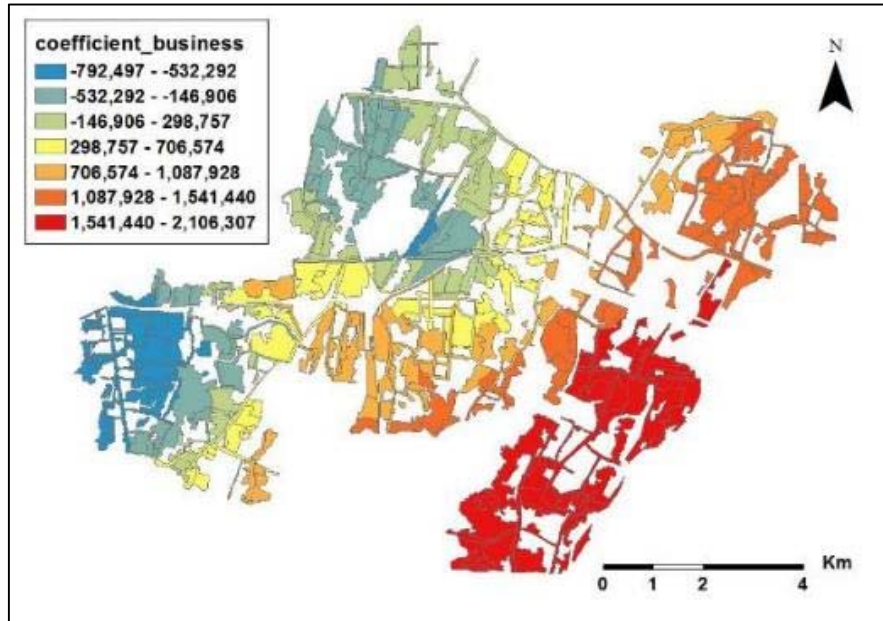 coefficient_business
-792,497 - -532,292
-532,292 - -146,906
-146,906 - 298,757
298,757 - 706,574
706,574 - 1,087,928
1,087,928 - 1,541,440
1,541,440 - 2,106,307
N
Km
0 1 2 4